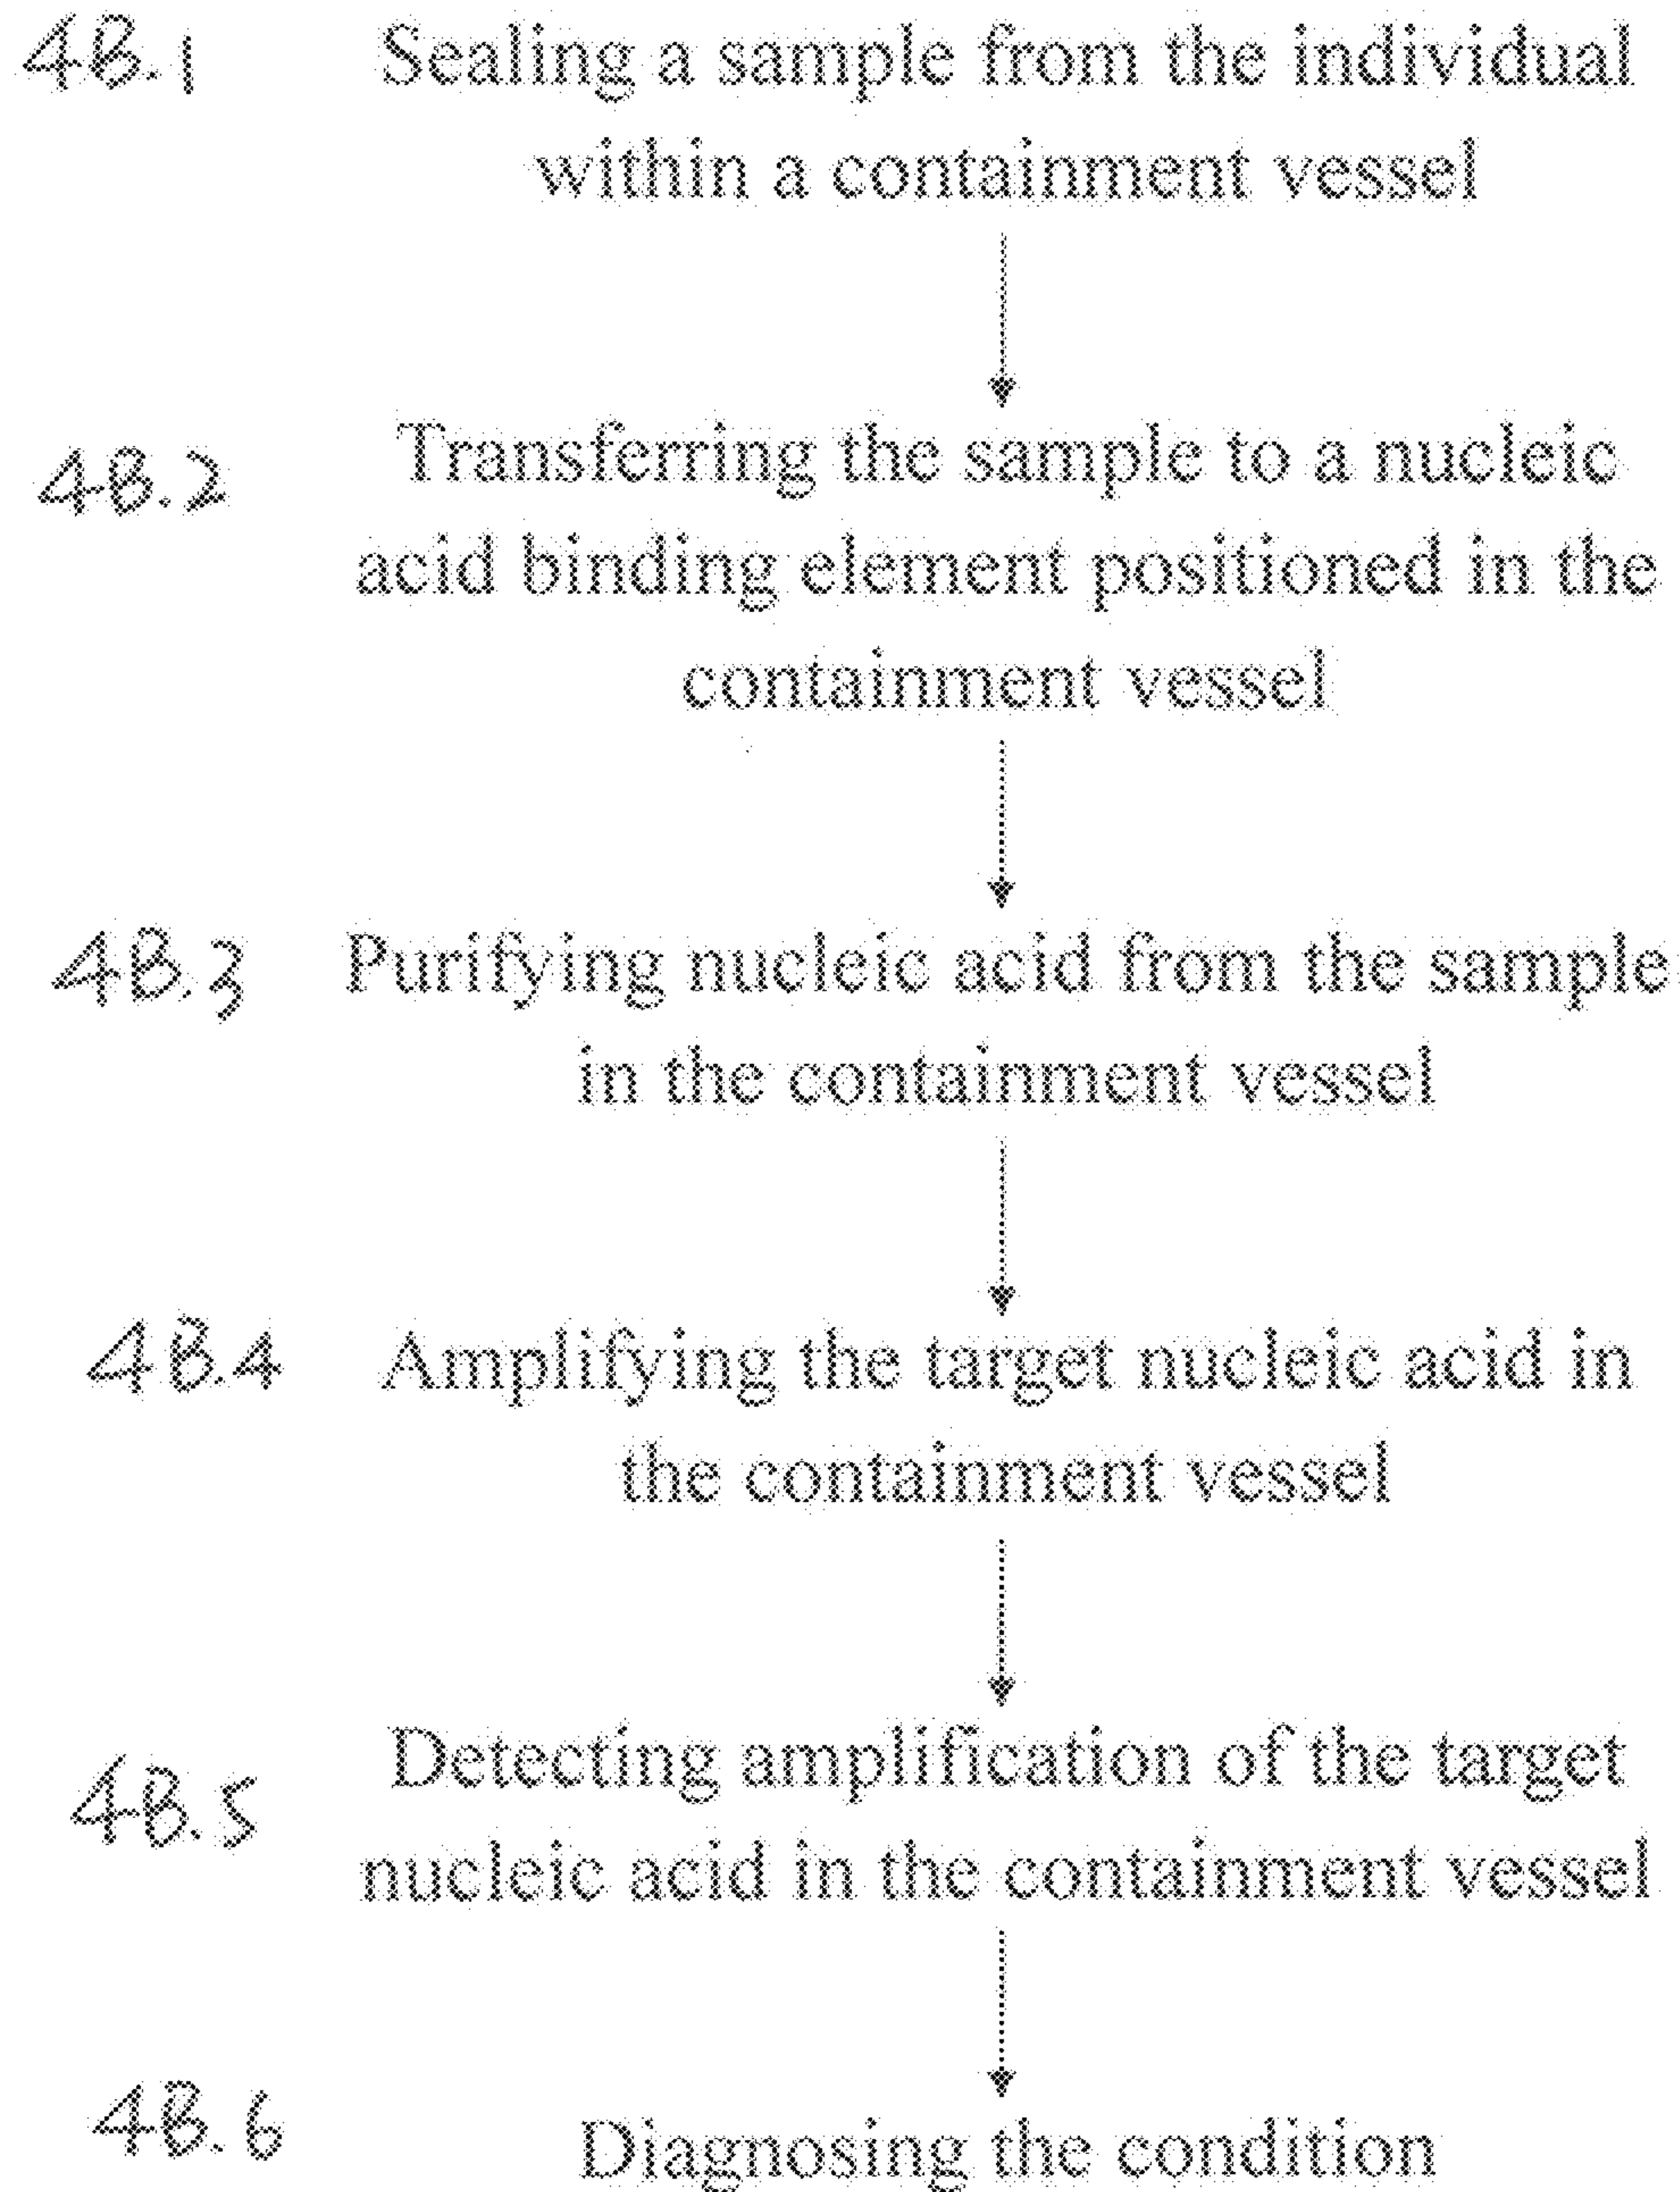 4B.1 Sealing a sample from the individual
within a containment vessel
4B.2 Transferring the sample to a nucleic
acid binding element positioned in the
containment vessel
4B.3 Purifying nucleic acid from the sample
in the containment vessel
4B.4 Amplifying the target nucleic acid in
the containment vessel
4B.5 Detecting amplification of the target
nucleic acid in the containment vessel
4B.6 Diagnosing the condition